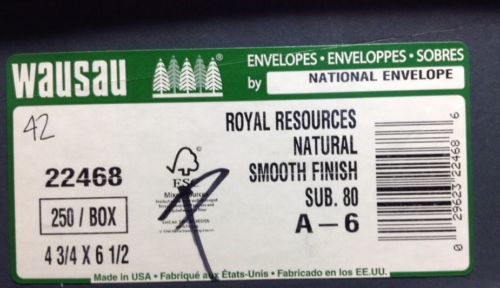 wausau®
ENVELOPES • ENVELOPPES • SOBRES
by NATIONAL ENVELOPE
42
ROYAL RESOURCES
NATURAL
SMOOTH FINISH
SUB. 80
A – 6
FSC
22468
250 / BOX
4 3/4 X 6 1/2
0 29623 22468 6
Made in USA • Fabriqué aux États-Unis • Fabricado en los EE.UU.